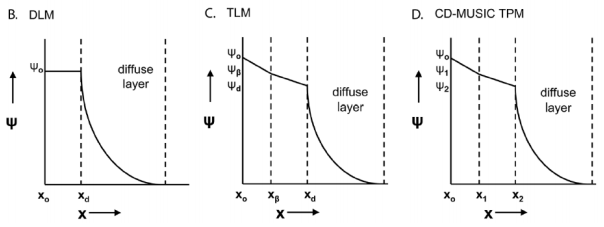 B. DLM
Ψo
diffuse
layer
Ψ
xo xd
x
C. TLM
Ψo
Ψβ
Ψd
diffuse
layer
Ψ
xo xβ xd
x
D. CD-MUSIC TPM
Ψo
Ψ1
Ψ2
diffuse
layer
Ψ
xo x1 x2
x